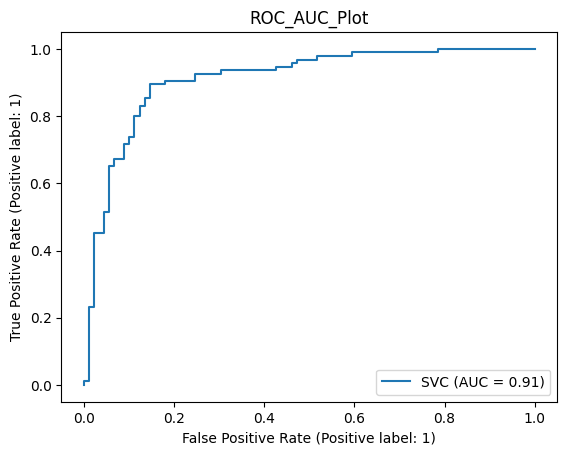 ROC_AUC_Plot
1.0
0.8
0.6
0.4
0.2
0.0
True Positive Rate (Positive label: 1)
SVC (AUC = 0.91)
0.0 0.2 0.4 0.6 0.8 1.0
False Positive Rate (Positive label: 1)